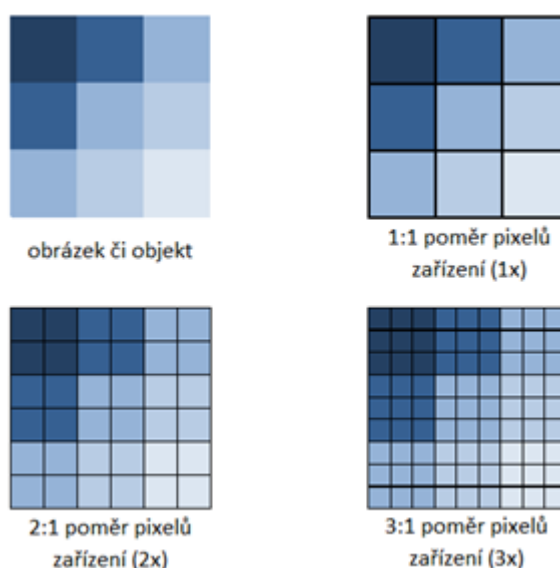 obrázek či objekt
1:1 poměr pixelů
zařízení (1x)
2:1 poměr pixelů
zařízení (2x)
3:1 poměr pixelů
zařízení (3x)